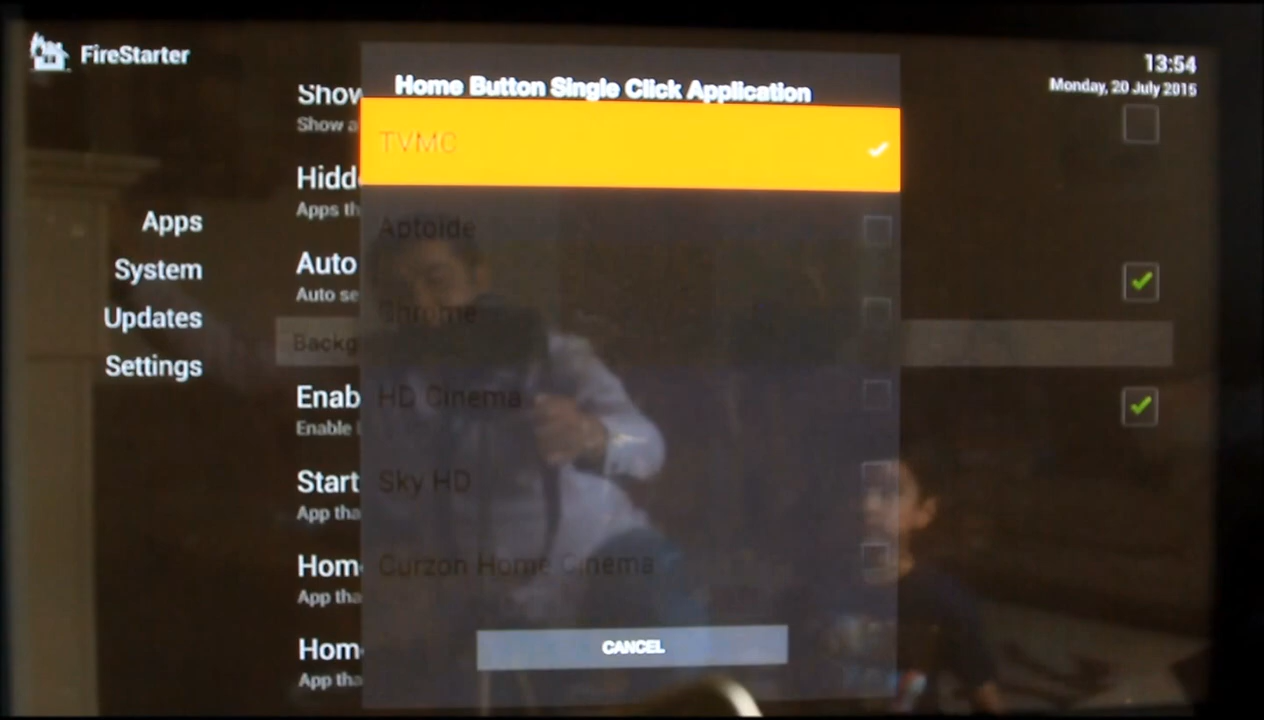 FireStarter
13:54
Monday, 20 July 2015
Apps
System
Updates
Settings
Show
Show a
Hidd
Apps th
Auto
Auto se
Backg
Enab
Enable
Start
App tha
Hom
App tha
Hom
App tha
Home Button Single Click Application
TVMC
Aptoide
Chrome
HD Cinema
Sky HD
Curzon Home Cinema
CANCEL